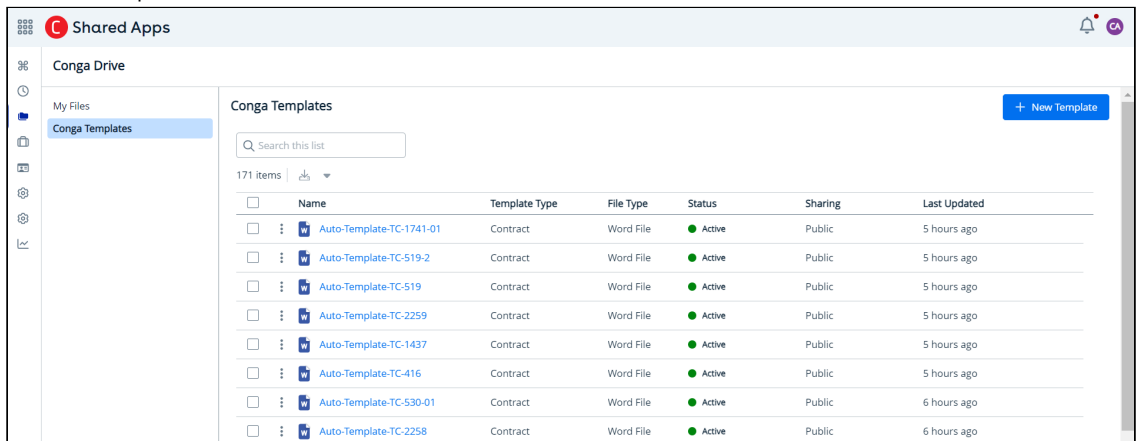 C Shared Apps CA
Conga Drive
My Files
Conga Templates
Conga Templates
+ New Template
Search this list
171 items
Name Template Type File Type Status Sharing Last Updated
W Auto-Template-TC-1741-01 Contract Word File Active Public 5 hours ago
W Auto-Template-TC-519-2 Contract Word File Active Public 5 hours ago
W Auto-Template-TC-519 Contract Word File Active Public 5 hours ago
W Auto-Template-TC-2259 Contract Word File Active Public 5 hours ago
W Auto-Template-TC-1437 Contract Word File Active Public 5 hours ago
W Auto-Template-TC-416 Contract Word File Active Public 5 hours ago
W Auto-Template-TC-530-01 Contract Word File Active Public 6 hours ago
W Auto-Template-TC-2258 Contract Word File Active Public 6 hours ago